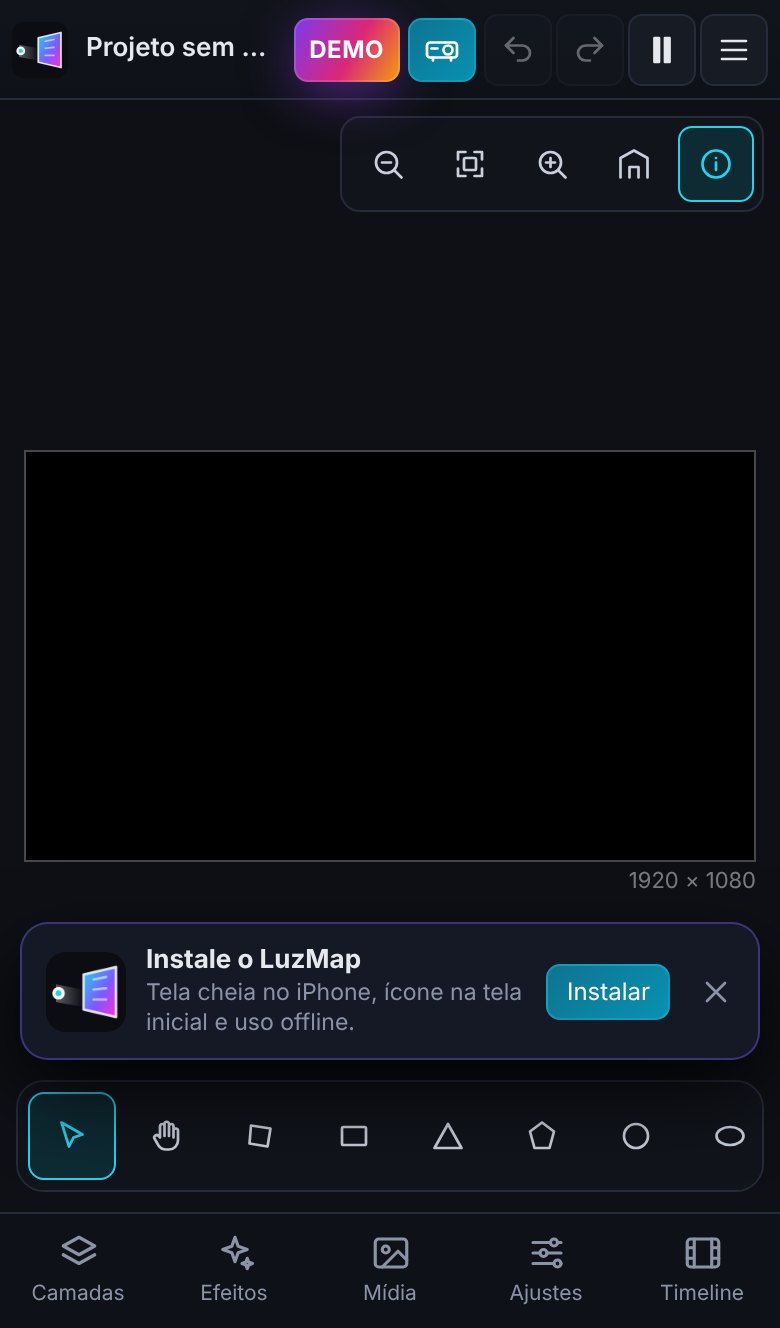 Projeto sem ...
DEMO
1920 × 1080
Instale o LuzMap
Tela cheia no iPhone, ícone na tela
inicial e uso offline.
Instalar
Camadas
Efeitos
Mídia
Ajustes
Timeline